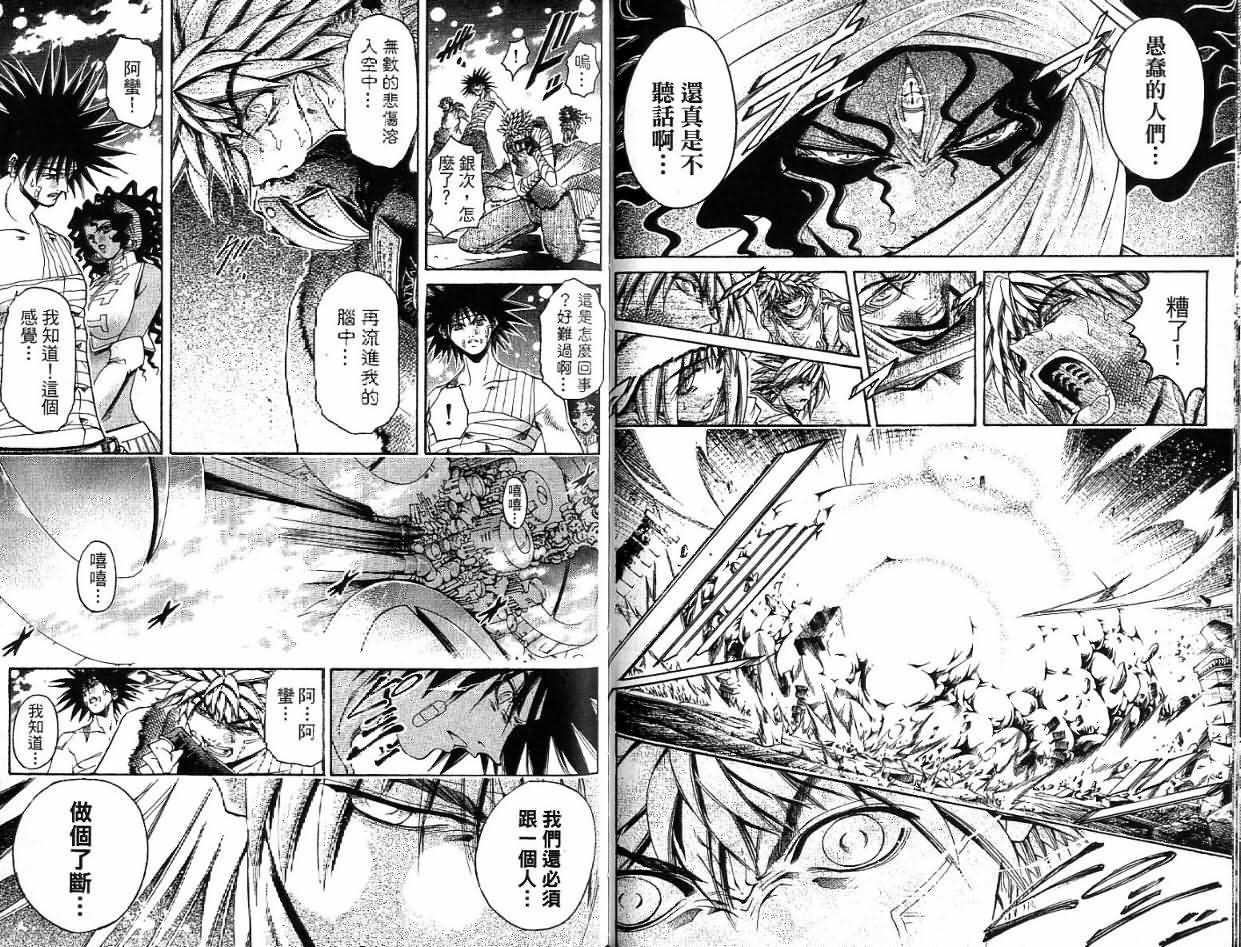 愚蠢的人們…
還真是不
聽話啊…
糟了！
嗚…
！
銀次，怎
麼了？
無數的悲傷溶
入空中…
再流進我的
腦中…
阿蠻！
這是怎麼回事
？好難過啊…
！
我知道！這個
感覺…
嘻嘻…
嘻嘻…
阿…阿
蠻…
我知道…
我們還必須
跟一個人…
做個了斷…